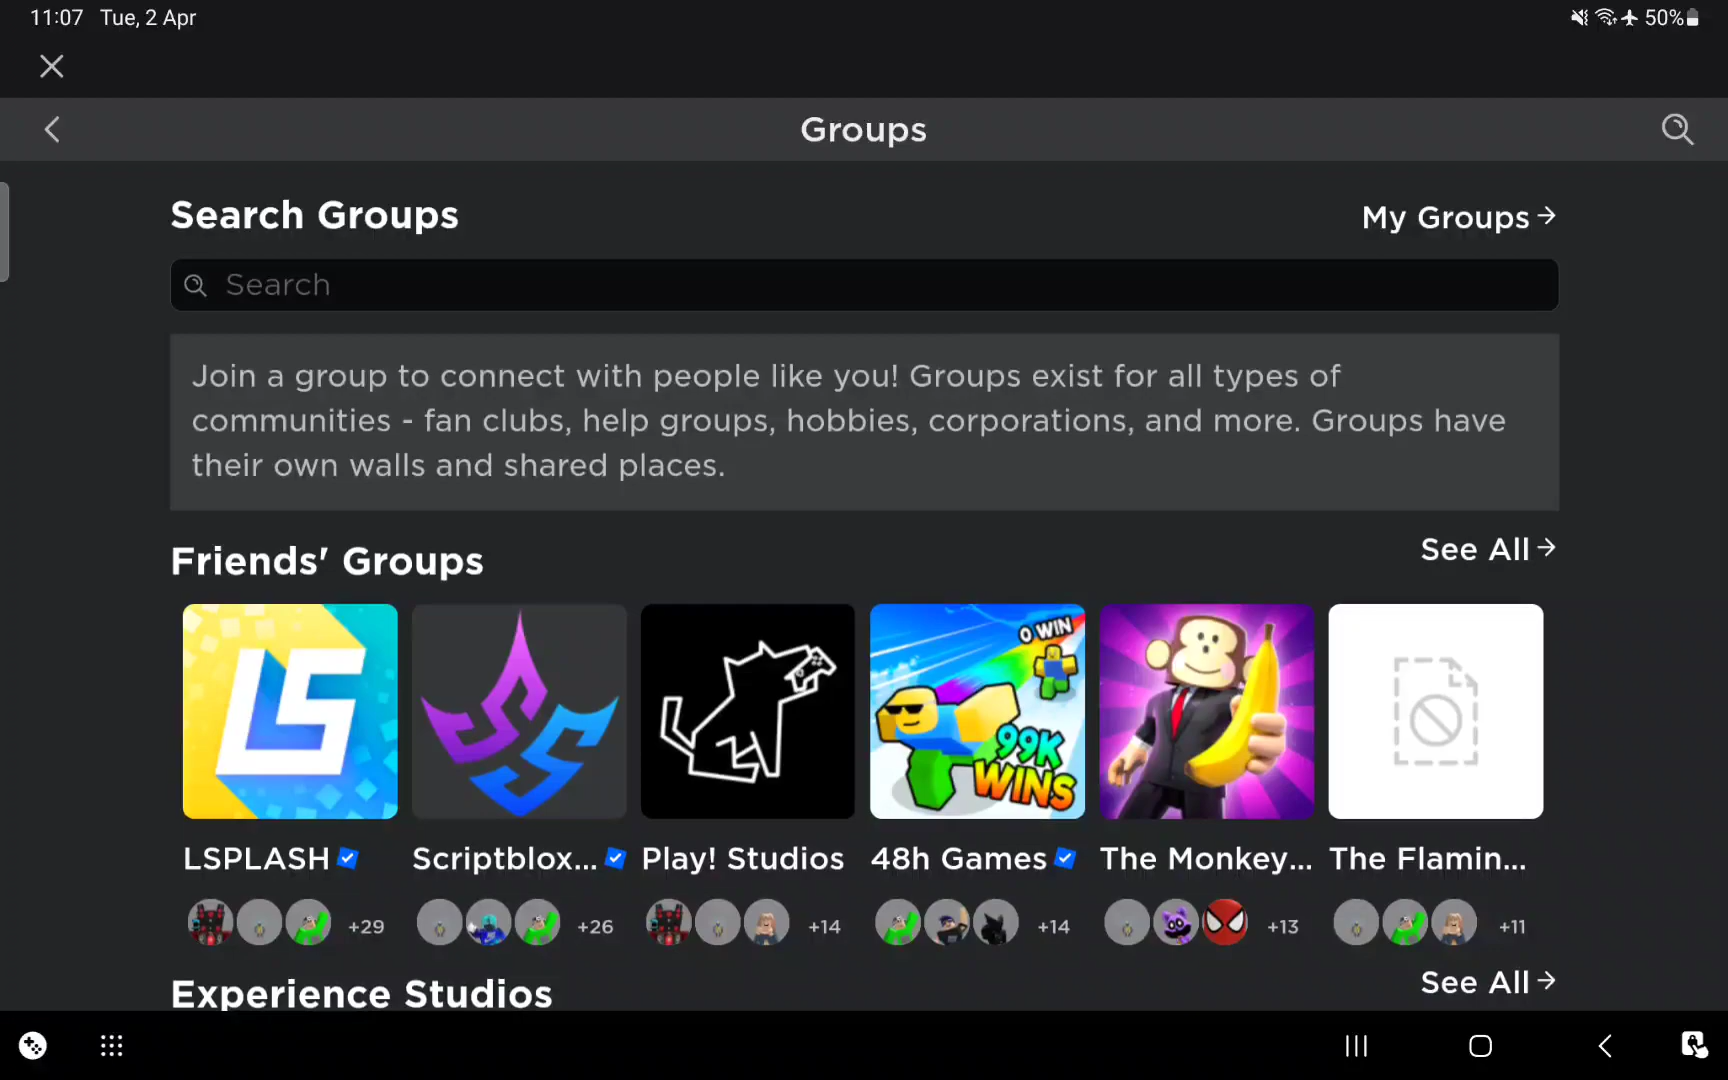 11:07 Tue, 2 Apr
50%
Groups
Search Groups
My Groups
Search
Join a group to connect with people like you! Groups exist for all types of
communities - fan clubs, help groups, hobbies, corporations, and more. Groups have
their own walls and shared places.
Friends' Groups
See All
LS
S S
0 WIN
99K
WINS
LSPLASH
Scriptblox...
Play! Studios
48h Games
The Monkey...
The Flamin...
+29
+26
+14
+14
+13
+11
Experience Studios
See All